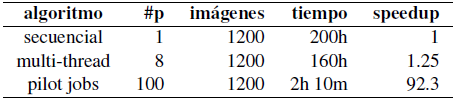 algoritmo #p imágenes tiempo speedup
secuencial 1 1200 200h 1
multi-thread 8 1200 160h 1.25
pilot jobs 100 1200 2h 10m 92.3